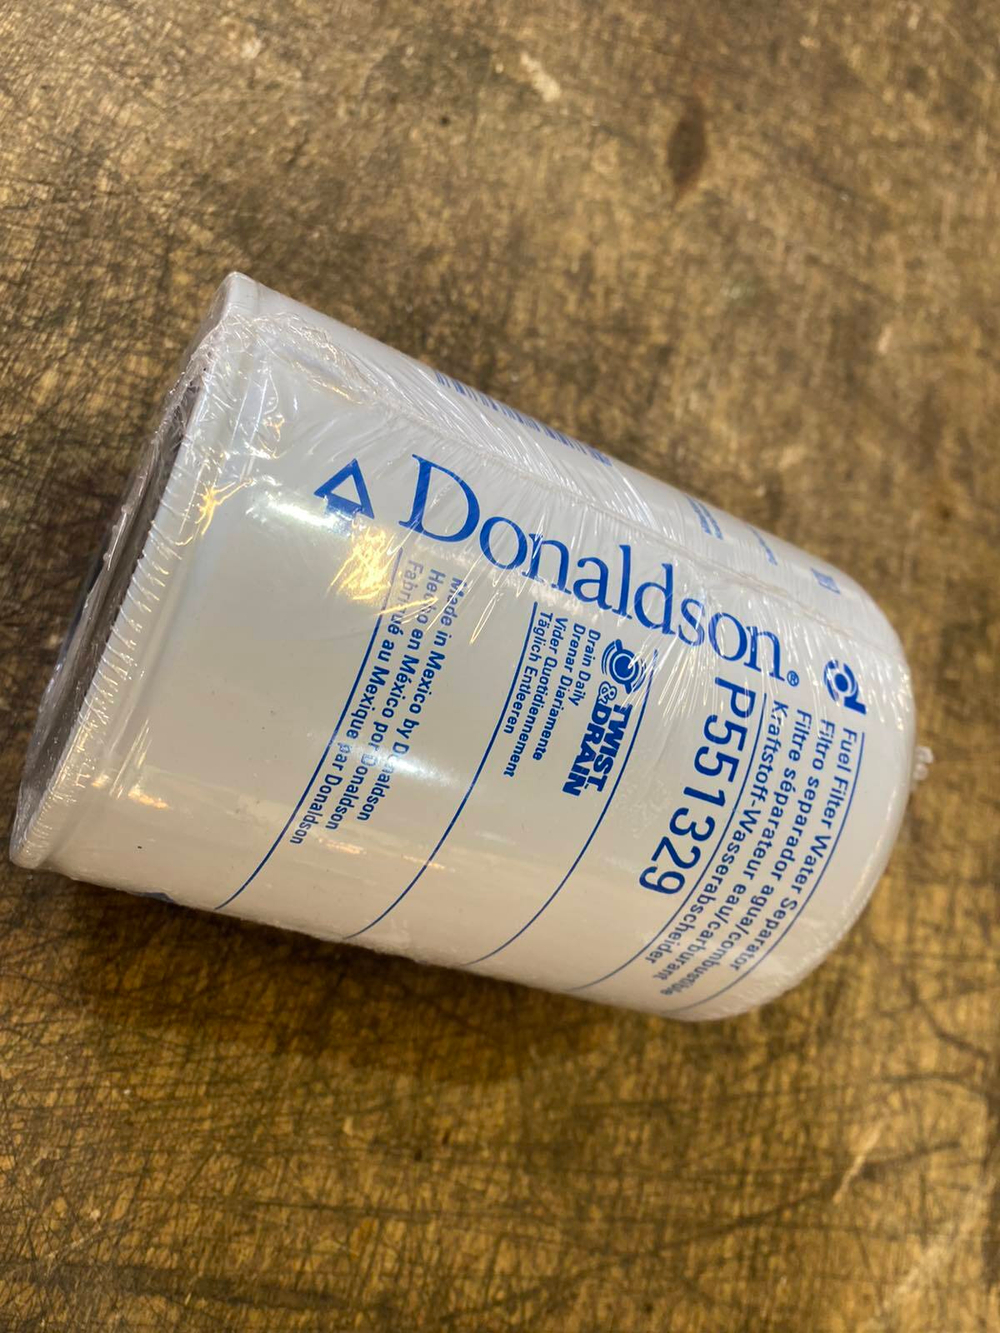 Fuel Filter Water Separator
Filtro separador agua/combustible
Filtre séparateur eau/carburant
Kraftstoff-Wasserabscheider
P551329
Donaldson®
TWIST
& DRAIN
Drain Daily
Drenar Diariamente
Vider Quotidiennement
Täglich Entleeren
Made in Mexico by Donaldson
Hecho en México por Donaldson
Fabriqué au Mexique par Donaldson